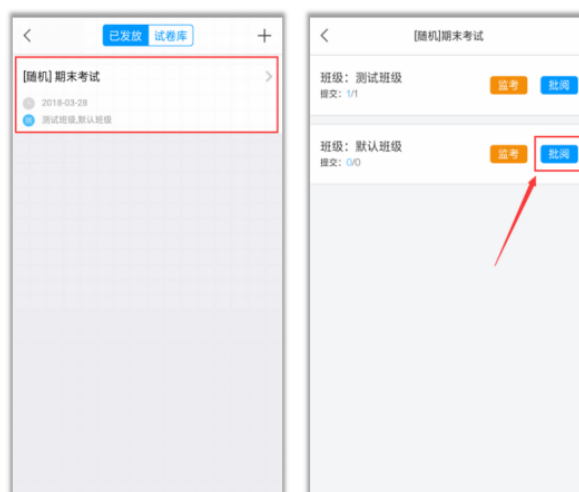 已发放 试卷库
[随机] 期末考试
2018-03-28
测试班级,默认班级
[随机]期末考试
班级：测试班级
提交：1/1
监考 批阅
班级：默认班级
提交：0/0
监考 批阅